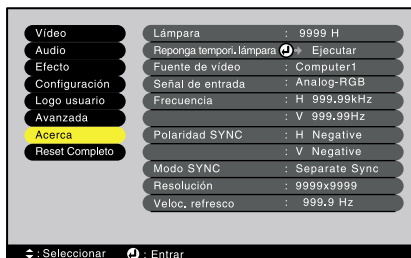 Vídeo
Audio
Efecto
Configuración
Logo usuario
Avanzada
Acerca
Reset Completo
Lámpara : 9999 H
Reponga tempori. lámpara Ejecutar
Fuente de vídeo : Computer1
Señal de entrada : Analog-RGB
Frecuencia : H 999.99kHz
: V 999.99Hz
Polaridad SYNC : H Negative
: V Negative
Modo SYNC : Separate Sync
Resolución : 9999x9999
Veloc. refresco : 999.9 Hz
: Seleccionar : Entrar